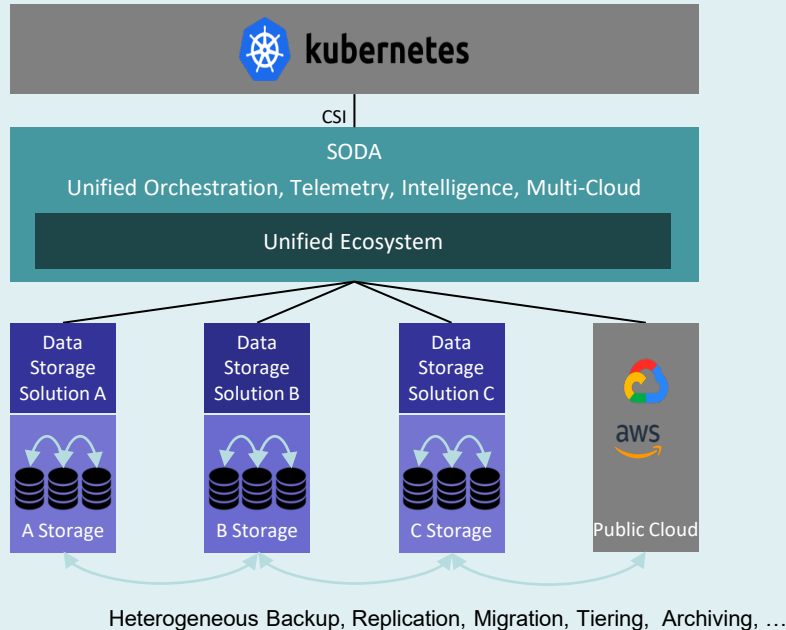 kubernetes
CSI
SODA
Unified Orchestration, Telemetry, Intelligence, Multi-Cloud
Unified Ecosystem
Data
Storage
Solution A
Data
Storage
Solution B
Data
Storage
Solution C
aws
A Storage
B Storage
C Storage
Public Cloud
Heterogeneous Backup, Replication, Migration, Tiering, Archiving, …